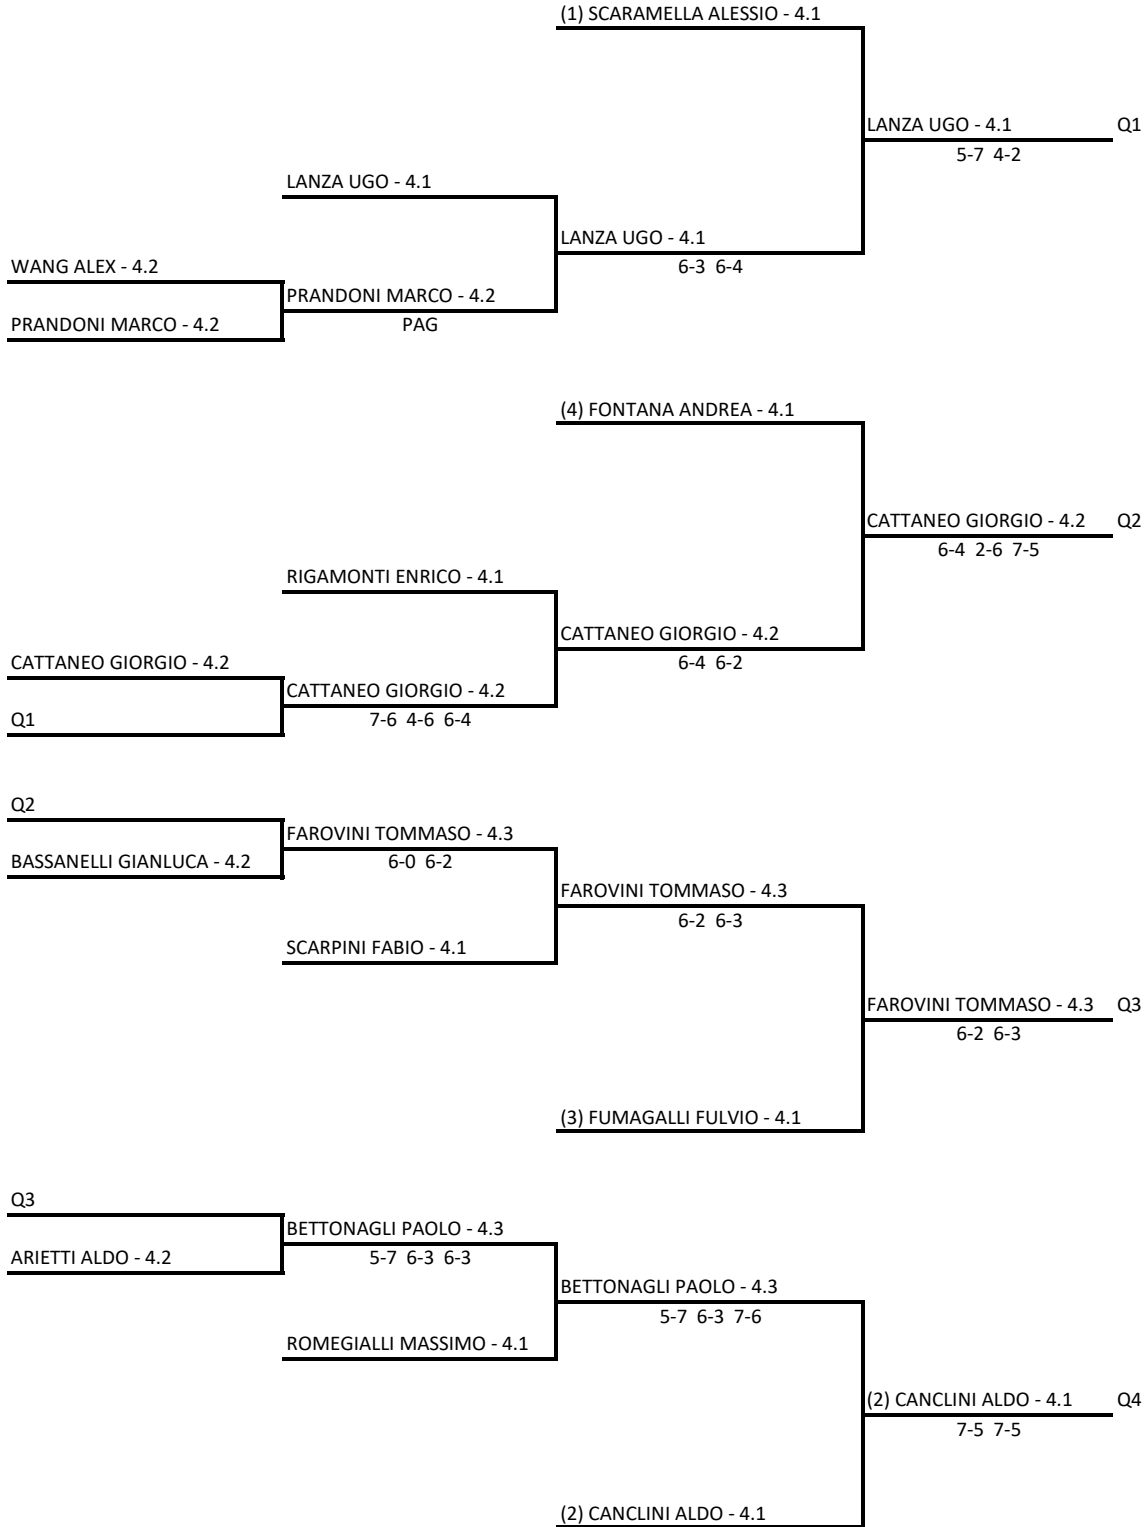 (1) SCARAMELLA ALESSIO - 4.1
LANZA UGO - 4.1 Q1
5-7 4-2
LANZA UGO - 4.1
LANZA UGO - 4.1
6-3 6-4
WANG ALEX - 4.2
PRANDONI MARCO - 4.2
PRANDONI MARCO - 4.2
PAG
(4) FONTANA ANDREA - 4.1
CATTANEO GIORGIO - 4.2 Q2
6-4 2-6 7-5
RIGAMONTI ENRICO - 4.1
CATTANEO GIORGIO - 4.2
6-4 6-2
CATTANEO GIORGIO - 4.2
CATTANEO GIORGIO - 4.2
Q1
7-6 4-6 6-4
Q2
FAROVINI TOMMASO - 4.3
BASSANELLI GIANLUCA - 4.2
6-0 6-2
FAROVINI TOMMASO - 4.3
6-2 6-3
SCARPINI FABIO - 4.1
FAROVINI TOMMASO - 4.3 Q3
6-2 6-3
(3) FUMAGALLI FULVIO - 4.1
Q3
BETTONAGLI PAOLO - 4.3
ARIETTI ALDO - 4.2
5-7 6-3 6-3
BETTONAGLI PAOLO - 4.3
5-7 6-3 7-6
ROMEGIALLI MASSIMO - 4.1
(2) CANCLINI ALDO - 4.1 Q4
7-5 7-5
(2) CANCLINI ALDO - 4.1